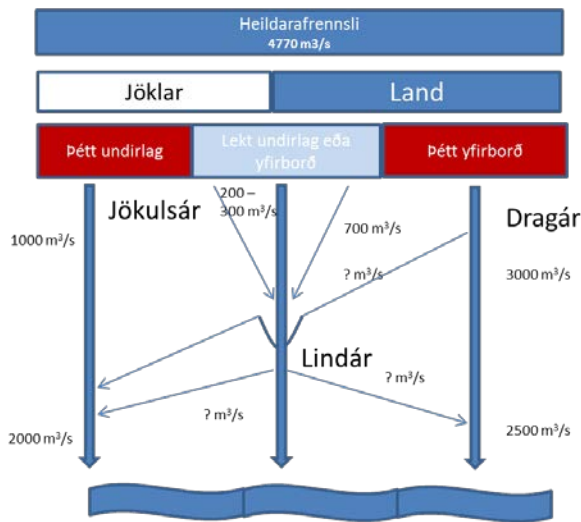 Heildarafrennsli
4770 m3/s
Jöklar
Land
Þétt undirlag
Lekt undirlag eða
yfirborð
Þétt yfirborð
200 –
300 m³/s
Jökulsár
1000 m³/s
700 m³/s
Dragár
? m³/s
3000 m³/s
Lindár
? m³/s
? m³/s
2000 m³/s
2500 m³/s